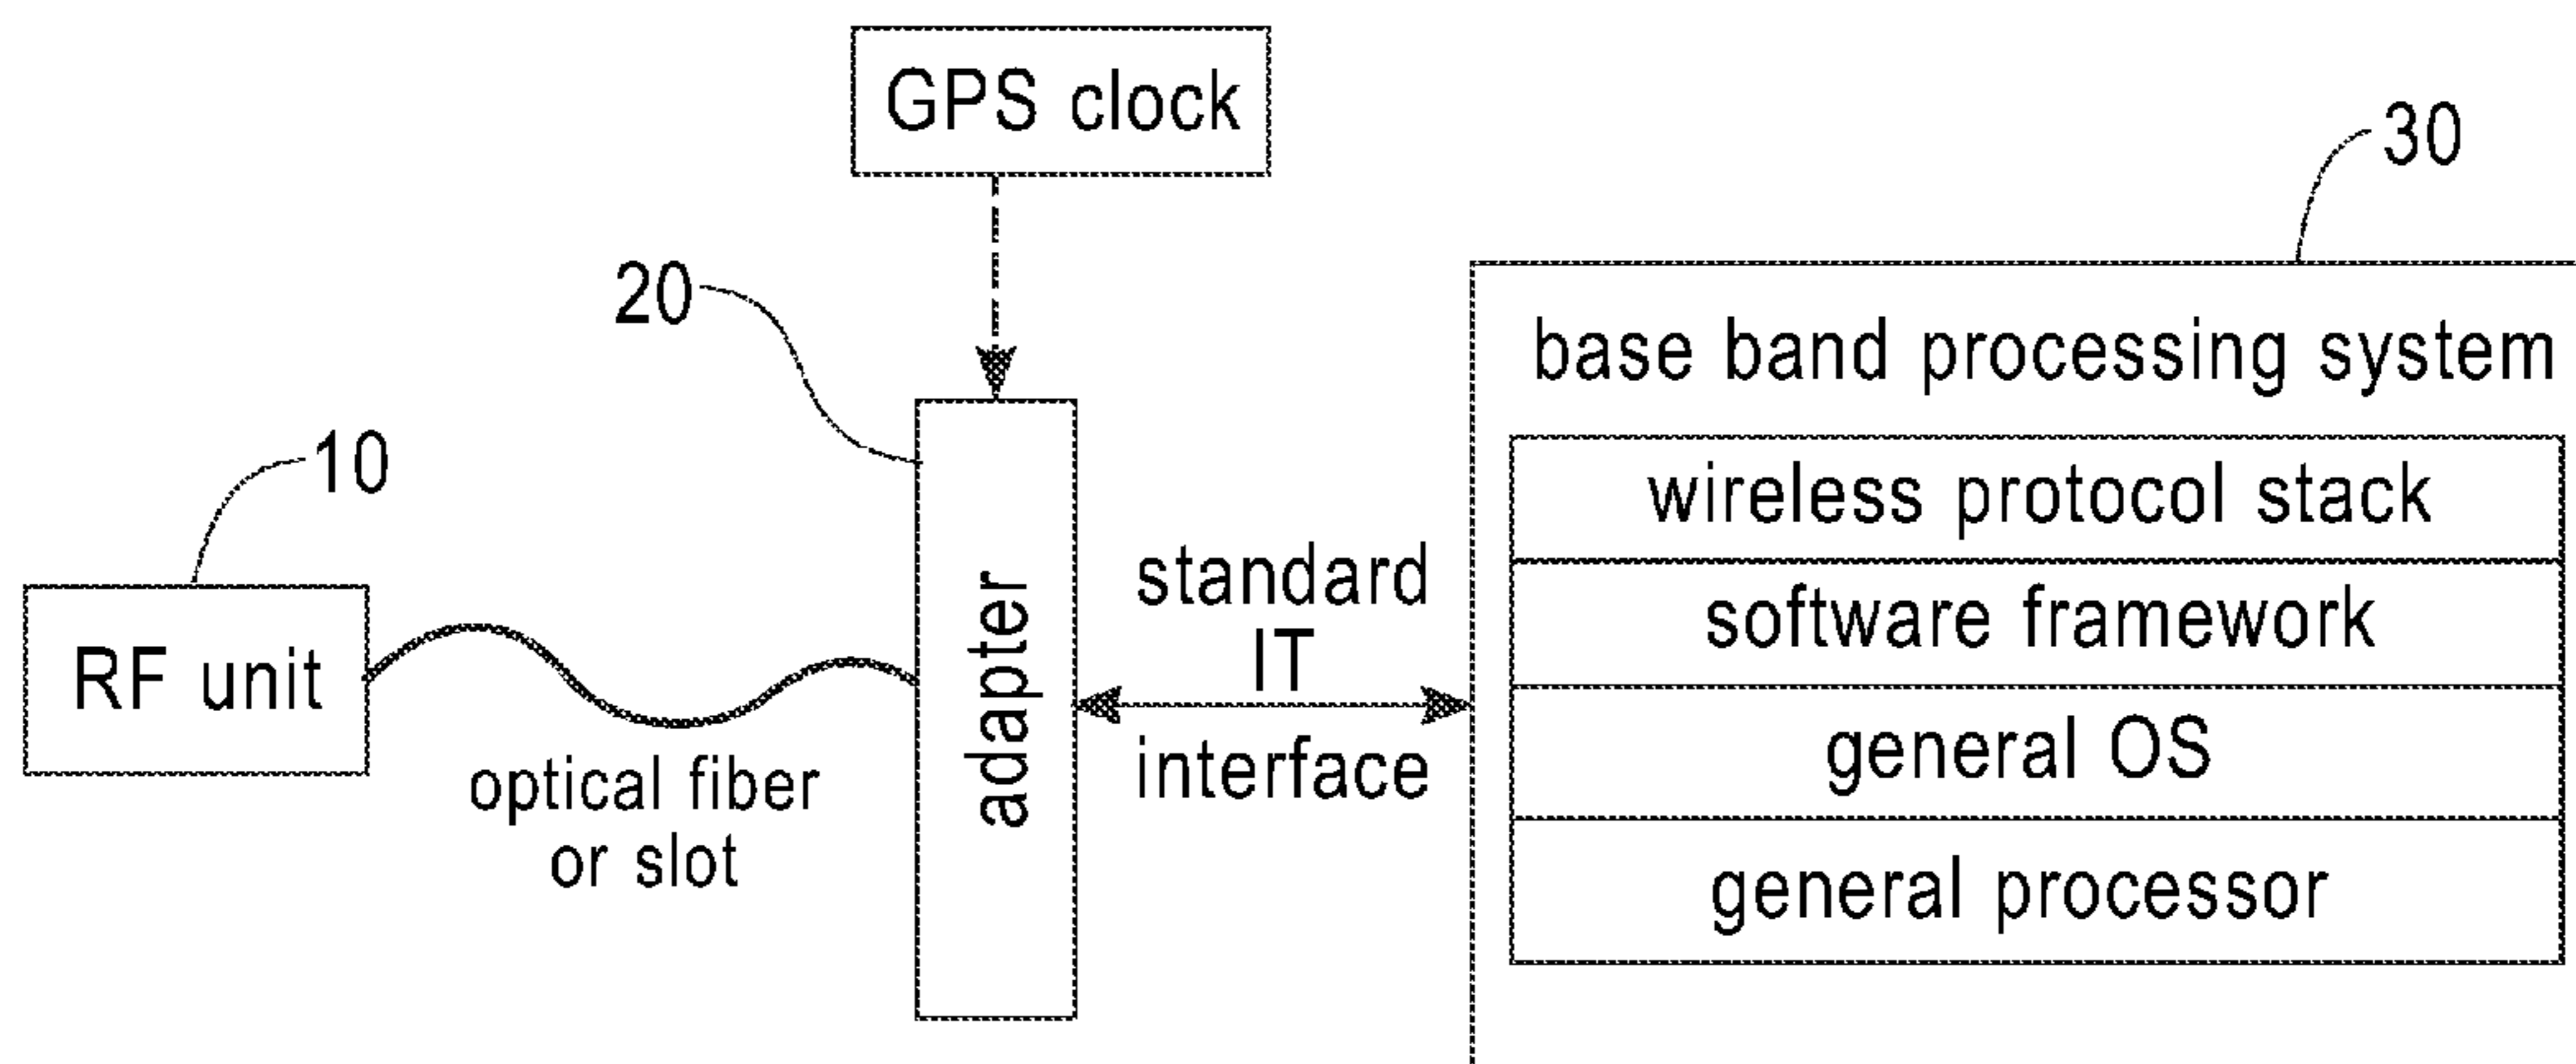 GPS clock
30
20
base band processing system
10
wireless protocol stack
standard
IT
interface
software framework
RF unit
adapter
general OS
optical fiber
or slot
general processor